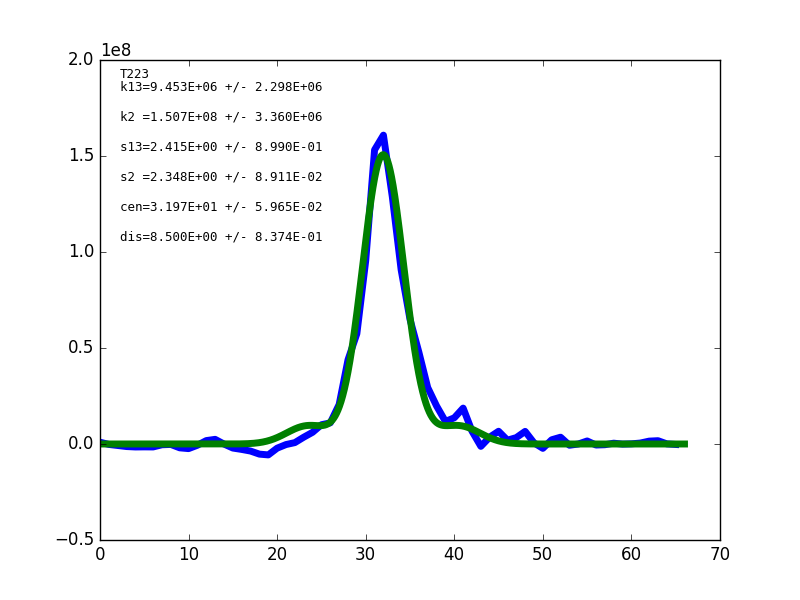 1e8
2.0
T223
k13=9.453E+06 +/- 2.298E+06
k2 =1.507E+08 +/- 3.360E+06
1.5
s13=2.415E+00 +/- 8.990E-01
s2 =2.348E+00 +/- 8.911E-02
cen=3.197E+01 +/- 5.965E-02
dis=8.500E+00 +/- 8.374E-01
1.0
0.5
0.0
−0.5
0 10 20 30 40 50 60 70